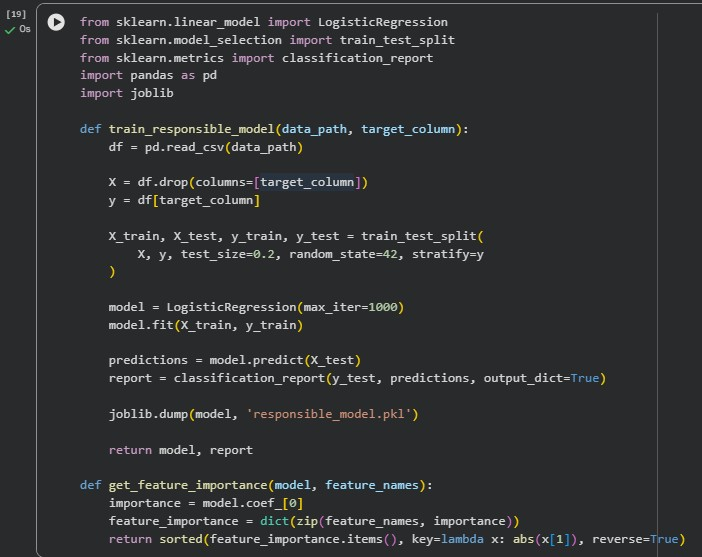 [19]
0s
from sklearn.linear_model import LogisticRegression
from sklearn.model_selection import train_test_split
from sklearn.metrics import classification_report
import pandas as pd
import joblib

def train_responsible_model(data_path, target_column):
    df = pd.read_csv(data_path)

    X = df.drop(columns=[target_column])
    y = df[target_column]

    X_train, X_test, y_train, y_test = train_test_split(
        X, y, test_size=0.2, random_state=42, stratify=y
    )

    model = LogisticRegression(max_iter=1000)
    model.fit(X_train, y_train)

    predictions = model.predict(X_test)
    report = classification_report(y_test, predictions, output_dict=True)

    joblib.dump(model, 'responsible_model.pkl')

    return model, report

def get_feature_importance(model, feature_names):
    importance = model.coef_[0]
    feature_importance = dict(zip(feature_names, importance))
    return sorted(feature_importance.items(), key=lambda x: abs(x[1]), reverse=True)